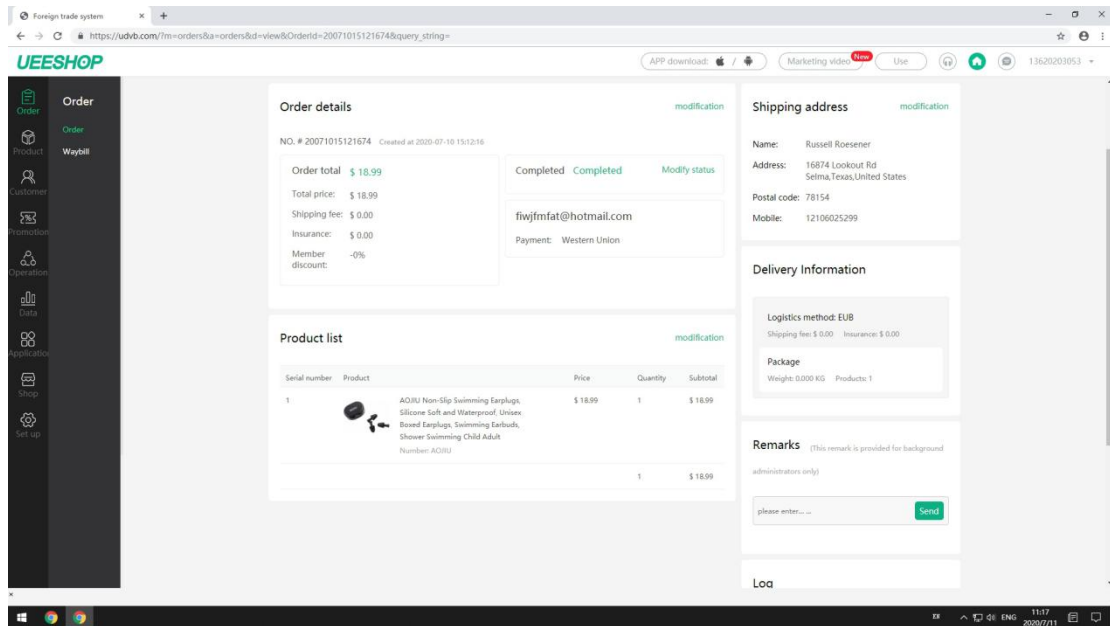 Foreign trade system
https://udvb.com/?m=orders&a=orders&d=view&OrderId=20071015121674&query_string=
UEESHOP
APP download: /
Marketing video
New
Use
13620203053
Order
Product
Customer
Promotion
Operation
Data
Application
Shop
Set up
Order
Order
Waybill
Order details
modification
NO. # 20071015121674 Created at 2020-07-10 15:12:16
Order total $ 18.99
Total price: $ 18.99
Shipping fee: $ 0.00
Insurance: $ 0.00
Member discount: -0%
Completed Completed Modify status
fiwjfmfat@hotmail.com
Payment: Western Union
Product list
modification
Serial number Product Price Quantity Subtotal
1 AOJIU Non-Slip Swimming Earplugs, $ 18.99 1 $ 18.99
Silicone Soft and Waterproof, Unisex
Boxed Earplugs, Swimming Earbuds,
Shower Swimming Child Adult
Number: AOJIU
1 $ 18.99
Shipping address modification
Name: Russell Roesener
Address: 16874 Lookout Rd
Selma,Texas,United States
Postal code: 78154
Mobile: 12106025299
Delivery Information
Logistics method: EUB
Shipping fee: $ 0.00 Insurance: $ 0.00
Package
Weight: 0.000 KG Products: 1
Remarks (This remark is provided for background
administrators only)
please enter... ...
Send
Log
ENG
11:17
2020/7/11